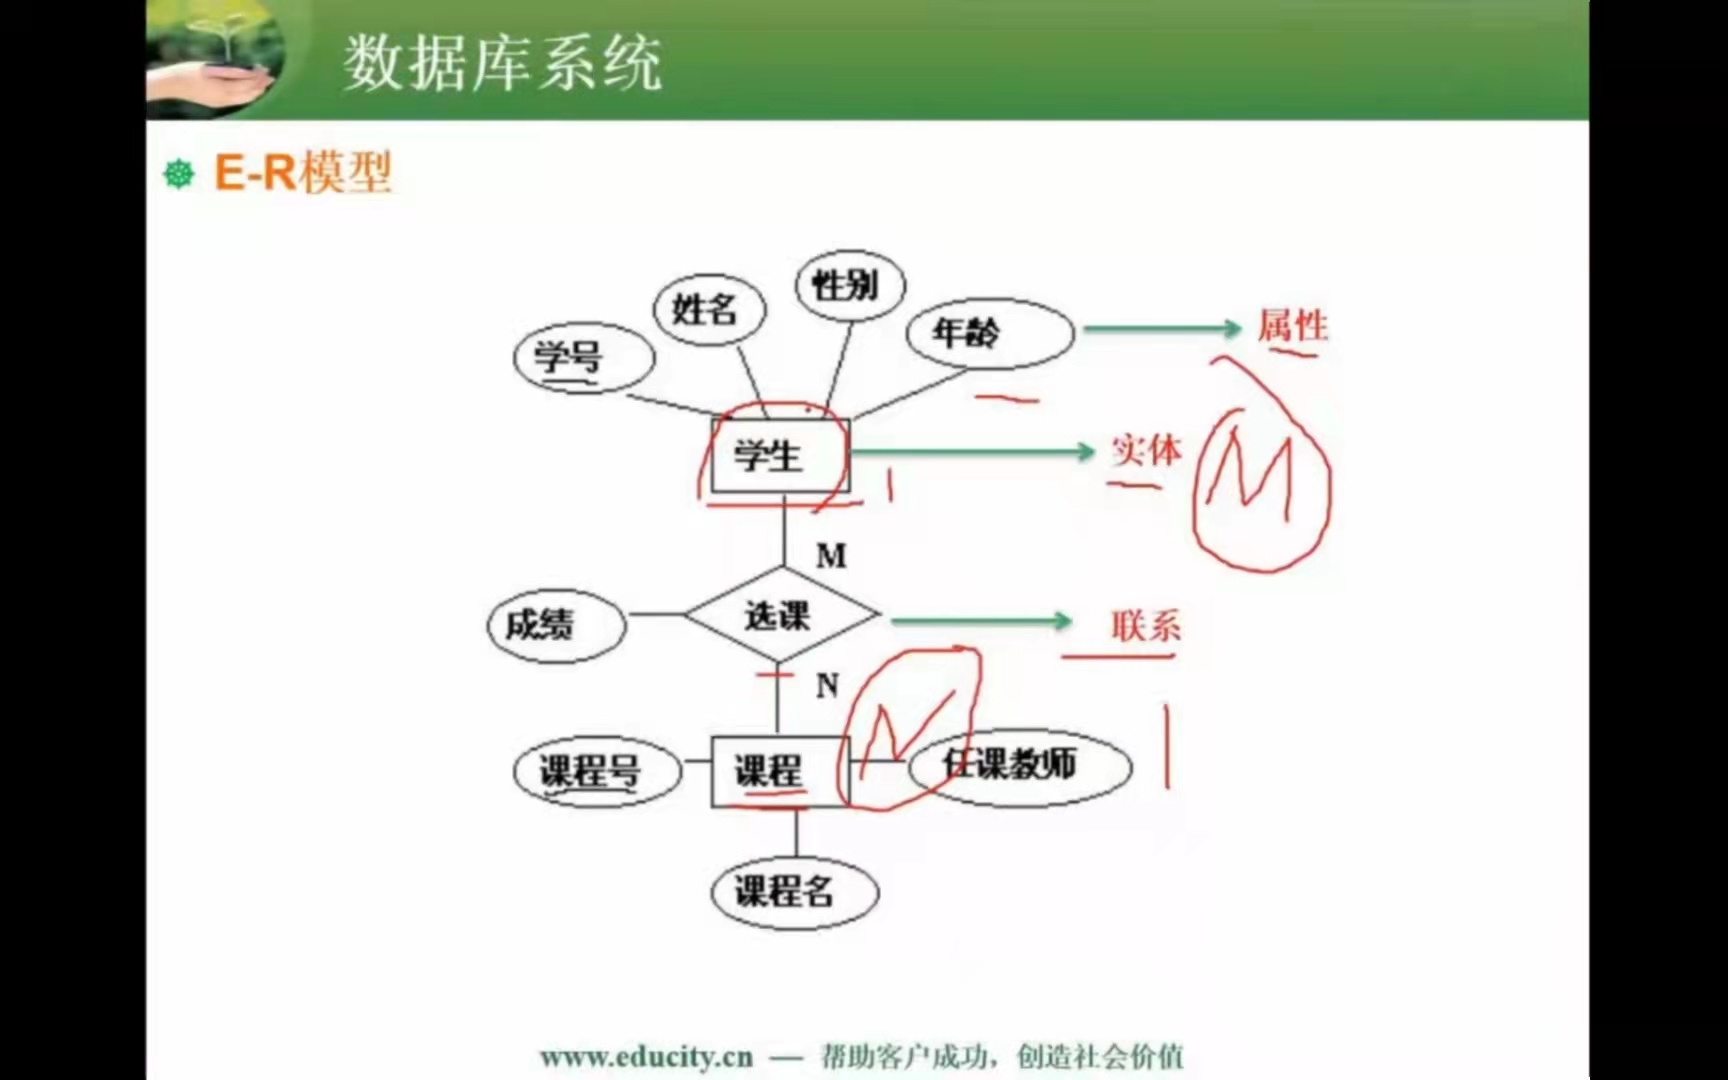 数据库系统
E-R模型
性别
姓名
年龄
属性
学号
学生
实体
M
1
M
成绩
选课
联系
N
N
课程号
课程
任课教师
1
课程名
www.educity.cn — 帮助客户成功，创造社会价值